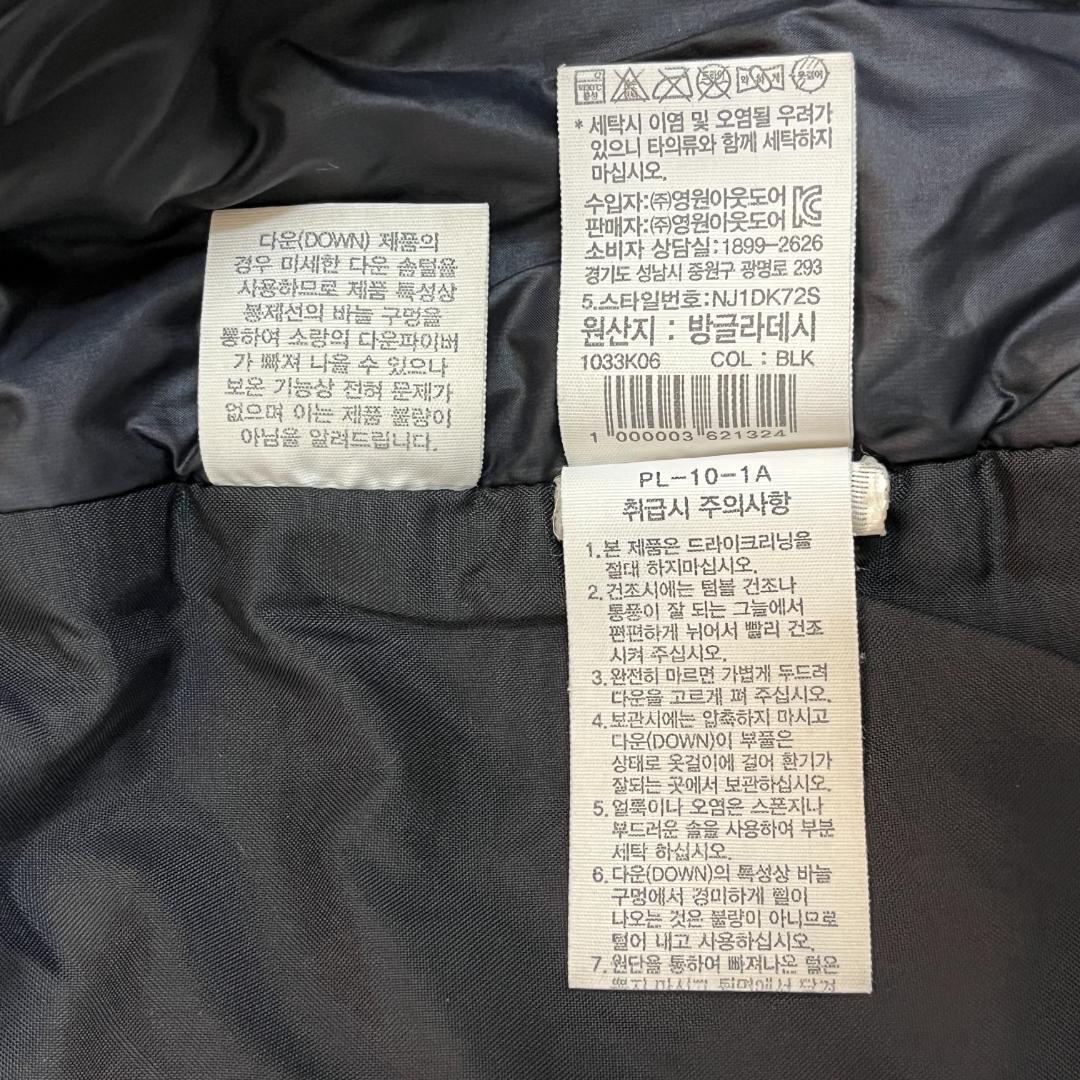 다운(DOWN) 제품의
경우 미세한 다운 솜털을
사용하므로 제품 특성상
봉제선의 바늘 구멍을
통하여 소량의 다운파이버
가 빠져 나올 수 있으나
보온 기능상 전혀 문제가
없으며 이는 제품 불량이
아님을 알려드립니다.
* 세탁시 이염 및 오염될 우려가
있으니 타의류와 함께 세탁하지
마십시오.
수입자:㈜영원아웃도어
판매자:㈜영원아웃도어
소비자 상담실:1899-2626
경기도 성남시 중원구 광명로 293
5.스타일번호:NJ1DK72S
원산지 : 방글라데시
1033K06 COL : BLK
1 000003 621324
PL-10-1A
취급시 주의사항
1.본 제품은 드라이크리닝을
절대 하지마십시오.
2.건조시에는 텀블 건조나
통풍이 잘 되는 그늘에서
편편하게 뉘어서 빨리 건조
시켜 주십시오.
3.완전히 마르면 가볍게 두드려
다운을 고르게 펴 주십시오.
4.보관시에는 압축하지 마시고
다운(DOWN)이 부풀은
상태로 옷걸이에 걸어 환기가
잘되는 곳에서 보관하십시오.
5.얼룩이나 오염은 스폰지나
부드러운 솔을 사용하여 부분
세탁 하십시오.
6.다운(DOWN)의 특성상 바늘
구멍에서 경미하게 털이
나오는 것은 불량이 아니므로
털어 내고 사용하십시오.
7.원단을 통하여 빠져나온 털은